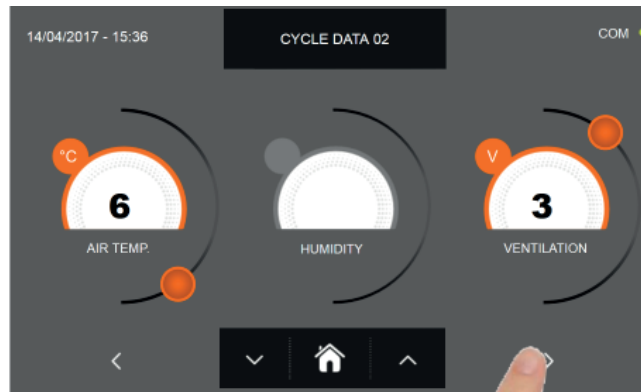 14/04/2017 - 15:36
CYCLE DATA 02
COM
°C
V
6
3
AIR TEMP.
HUMIDITY
VENTILATION